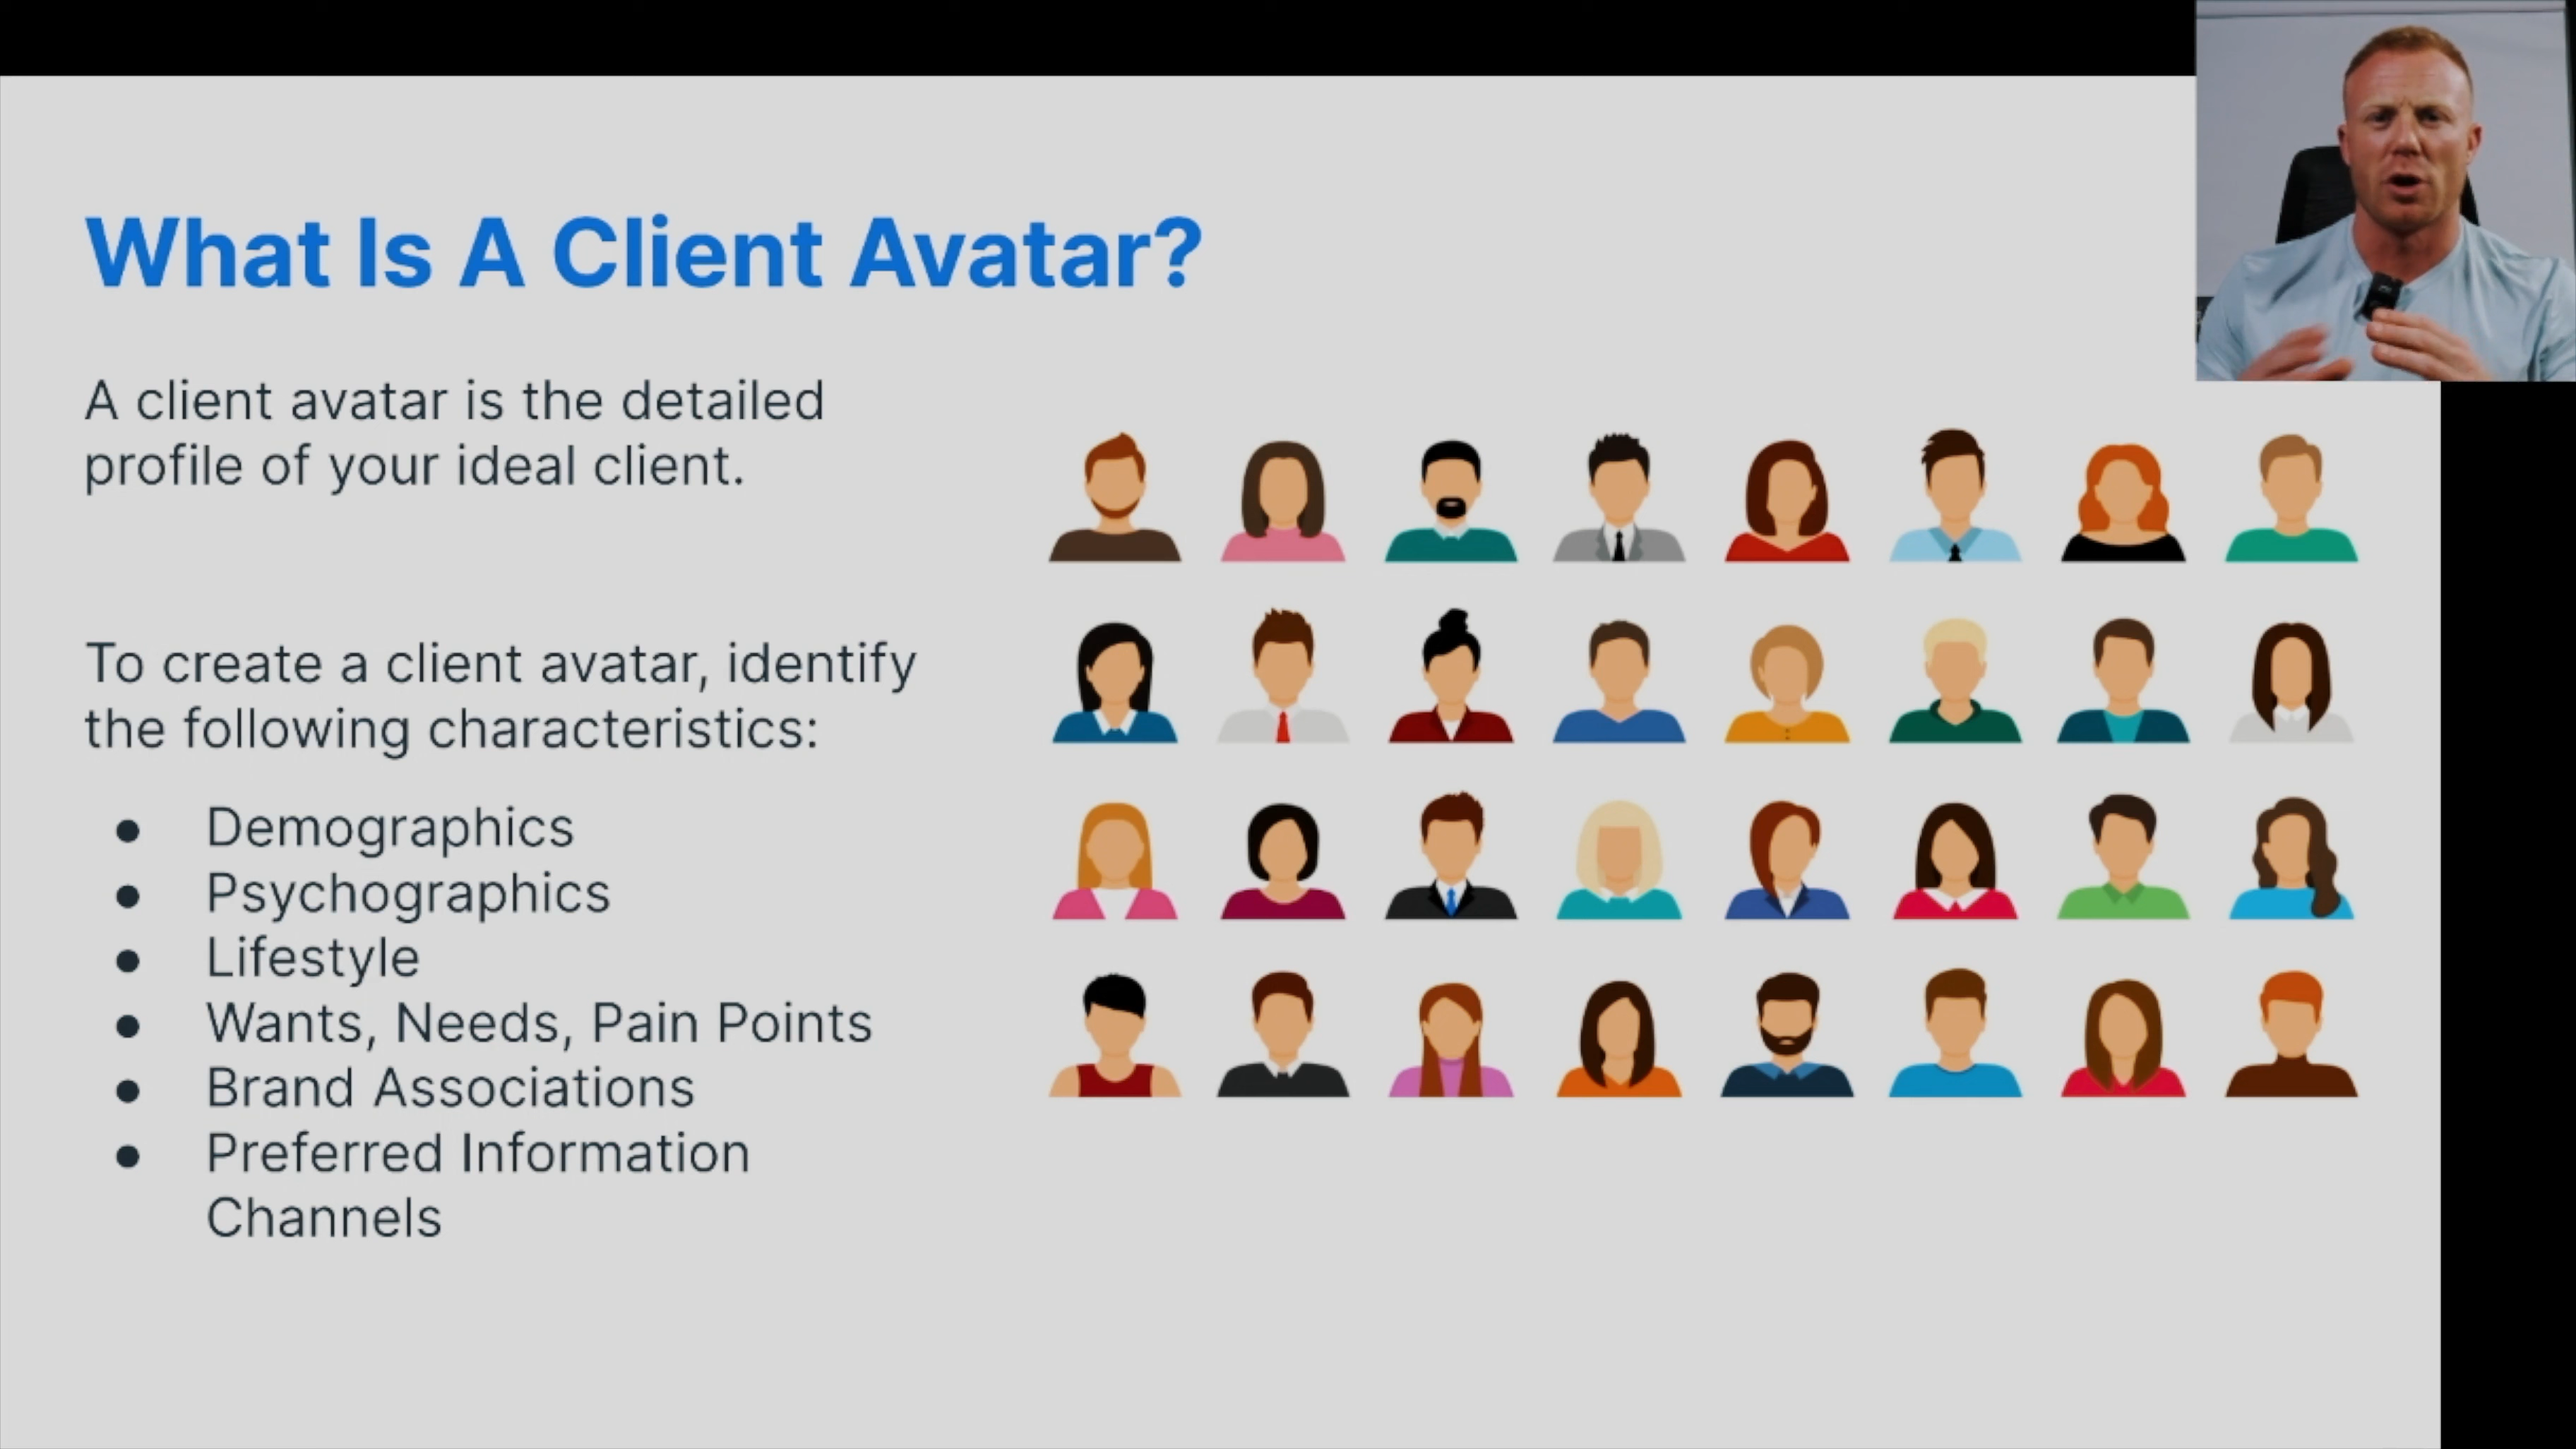 What Is A Client Avatar?
A client avatar is the detailed
profile of your ideal client.
To create a client avatar, identify
the following characteristics:
● Demographics
● Psychographics
● Lifestyle
● Wants, Needs, Pain Points
● Brand Associations
● Preferred Information
Channels